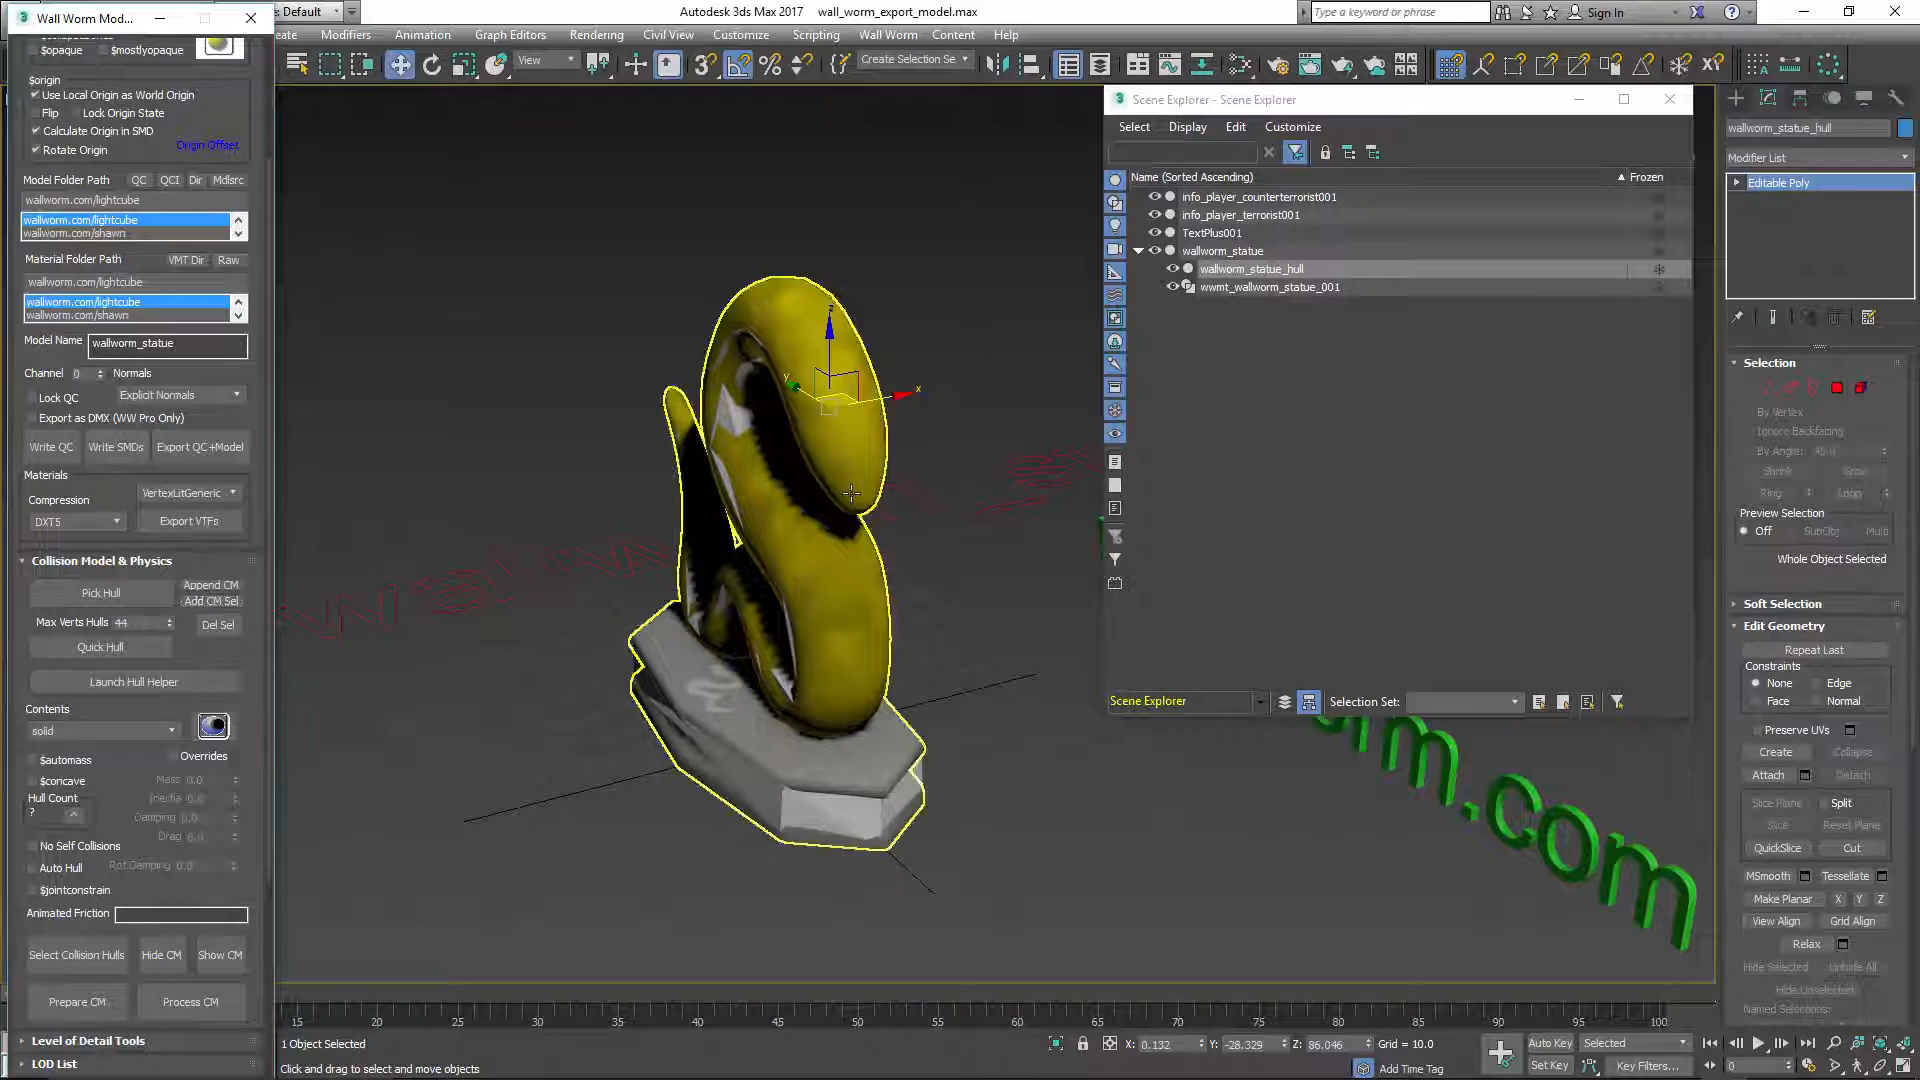 Wall Worm Mod...
: Default
Autodesk 3ds Max 2017    wall_worm_export_model.max
Type a keyword or phrase
Sign In
eate
Modifiers
Animation
Graph Editors
Rendering
Civil View
Customize
Scripting
Wall Worm
Content
Help
View
Create Selection Se
$opaque
$mostlyopaque
$origin
Use Local Origin as World Origin
Flip
Lock Origin State
Calculate Origin in SMD
Rotate Origin
Origin Offset
Model Folder Path
QC
QCI
Dir
Mdlsrc
wallworm.com/lightcube
wallworm.com/lightcube
wallworm.com/shawn
Material Folder Path
VMT Dir
Raw
wallworm.com/lightcube
wallworm.com/lightcube
wallworm.com/shawn
Model Name
wallworm_statue
Channel 0
Normals
Lock QC
Explicit Normals
Export as DMX (WW Pro Only)
Write QC
Write SMDs
Export QC+Model
Materials
Compression
VertexLitGeneric
DXT5
Export VTFs
Collision Model & Physics
Pick Hull
Append CM
Add CM Sel
Max Verts Hulls 44
Del Sel
Quick Hull
Launch Hull Helper
Contents
solid
$automass
Overrides
$concave
Mass 0.0
Hull Count
Inertia 0.0
?
Damping 0.0
Drag 0.0
No Self Collisions
Auto Hull
Rot Damping 0.0
$jointconstrain
Animated Friction
Select Collision Hulls
Hide CM
Show CM
Prepare CM
Process CM
Level of Detail Tools
LOD List
z
y
x
Scene Explorer - Scene Explorer
Select
Display
Edit
Customize
Name (Sorted Ascending)
Frozen
info_player_counterterrorist001
info_player_terrorist001
TextPlus001
wallworm_statue
wallworm_statue_hull
wwmt_wallworm_statue_001
Scene Explorer
Selection Set:
m.com
wallworm_statue_hull
Modifier List
Editable Poly
Selection
By Vertex
Ignore Backfacing
By Angle: 45.0
Shrink
Grow
Ring
Loop
Preview Selection
Off
SubObj
Multi
Whole Object Selected
Soft Selection
Edit Geometry
Repeat Last
Constraints
None
Edge
Face
Normal
Preserve UVs
Create
Collapse
Attach
Detach
Slice Plane
Split
Slice
Reset Plane
QuickSlice
Cut
MSmooth
Tessellate
Make Planar
X
Y
Z
View Align
Grid Align
Relax
Hide Selected
Unhide All
Hide Unselected
Named Selections:
15 20 25 30 35 40 45 50 55 60 65 70 75 80 85 90 95 100
1 Object Selected
X: 0.132
Y: -28.329
Z: 86.046
Grid = 10.0
Auto Key
Selected
Click and drag to select and move objects
Add Time Tag
Set Key
Key Filters...
0